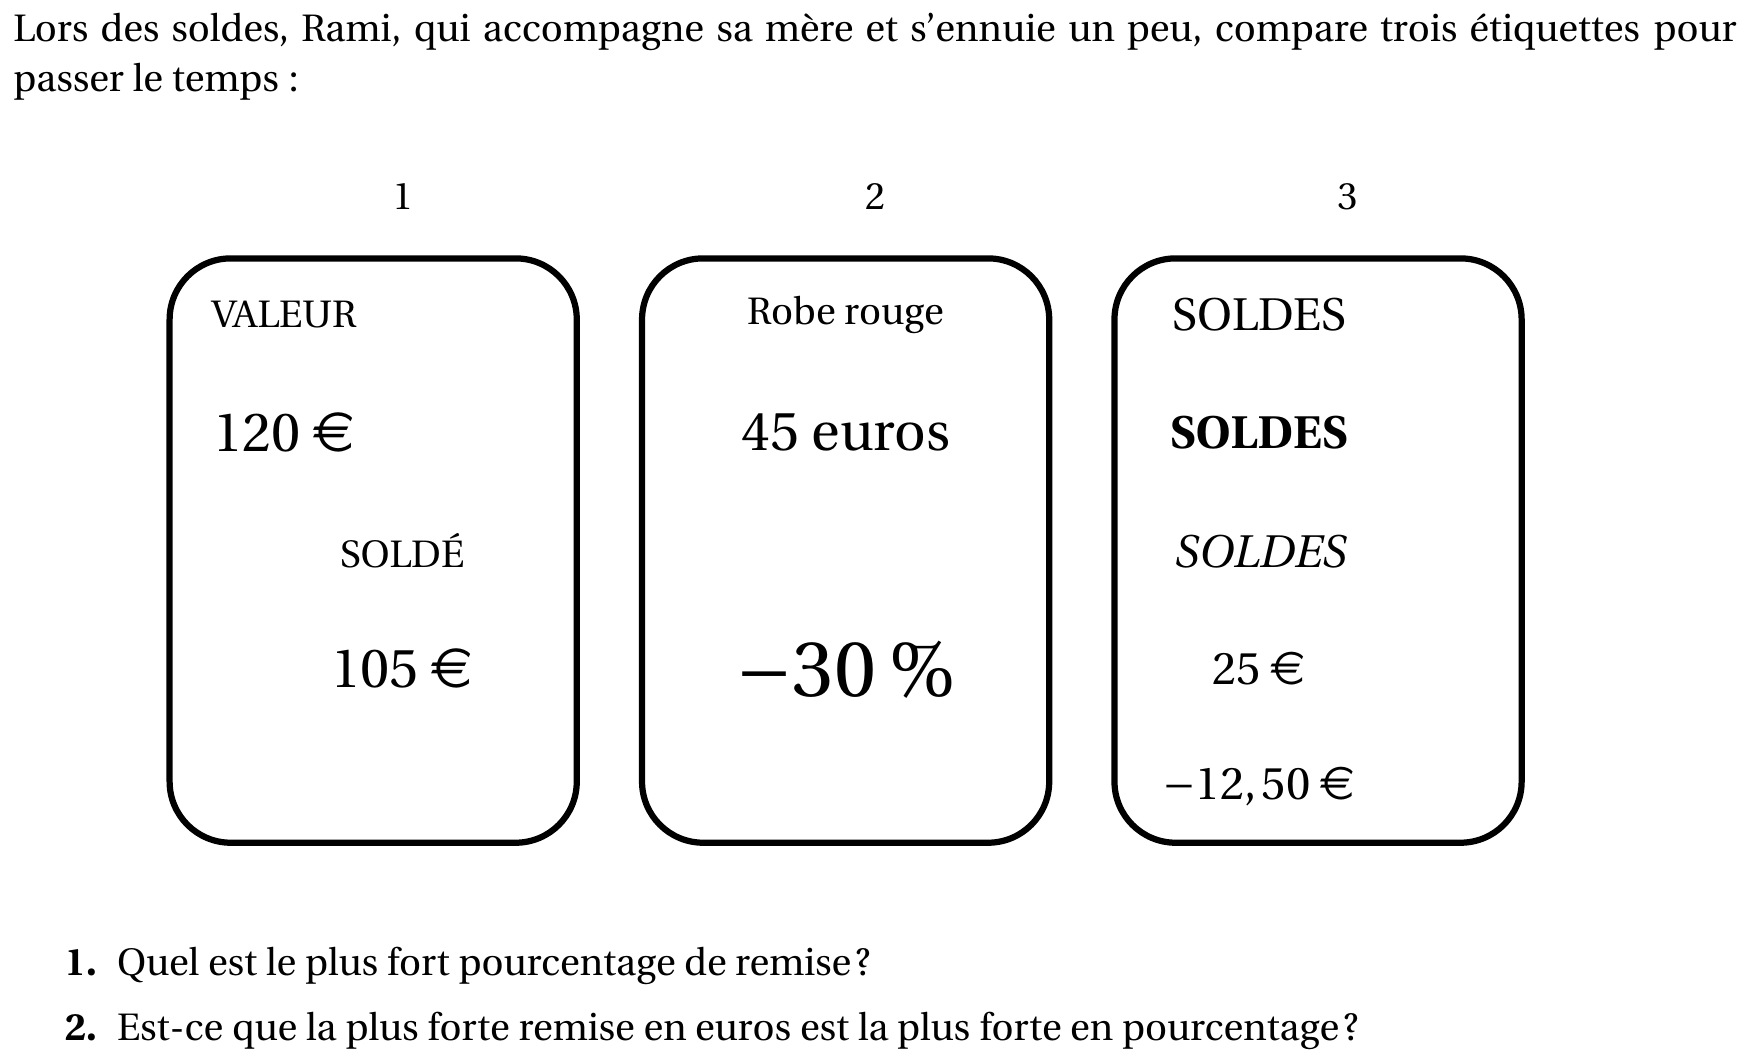 Lors des soldes, Rami, qui accompagne sa mère et s’ennuie un peu, compare trois étiquettes pour
passer le temps :
1
2
3
VALEUR
120 €
SOLDÉ
105 €
Robe rouge
45 euros
−30 %
SOLDES
SOLDES
SOLDES
25 €
−12,50 €
1. Quel est le plus fort pourcentage de remise ?
2. Est-ce que la plus forte remise en euros est la plus forte en pourcentage ?